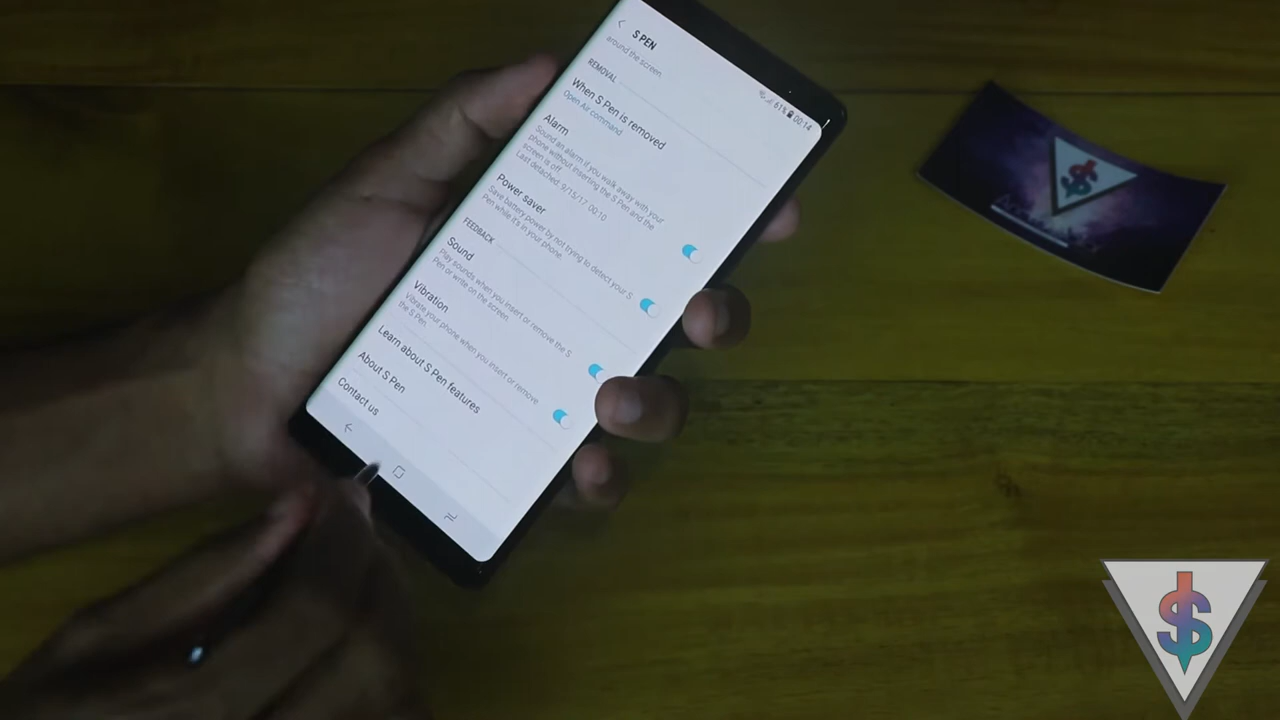 S PEN
61% 00:14
around the screen.
REMOVAL
When S Pen is removed
Open Air command
Alarm
Sound an alarm if you walk away with your
phone without inserting the S Pen and the
screen is off.
Last detached: 9/15/17 00:10
Power saver
Save battery power by not trying to detect your S
Pen while it's in your phone.
FEEDBACK
Sound
Play sounds when you insert or remove the S
Pen or write on the screen.
Vibration
Vibrate your phone when you insert or remove
the S Pen.
Learn about S Pen features
About S Pen
Contact us